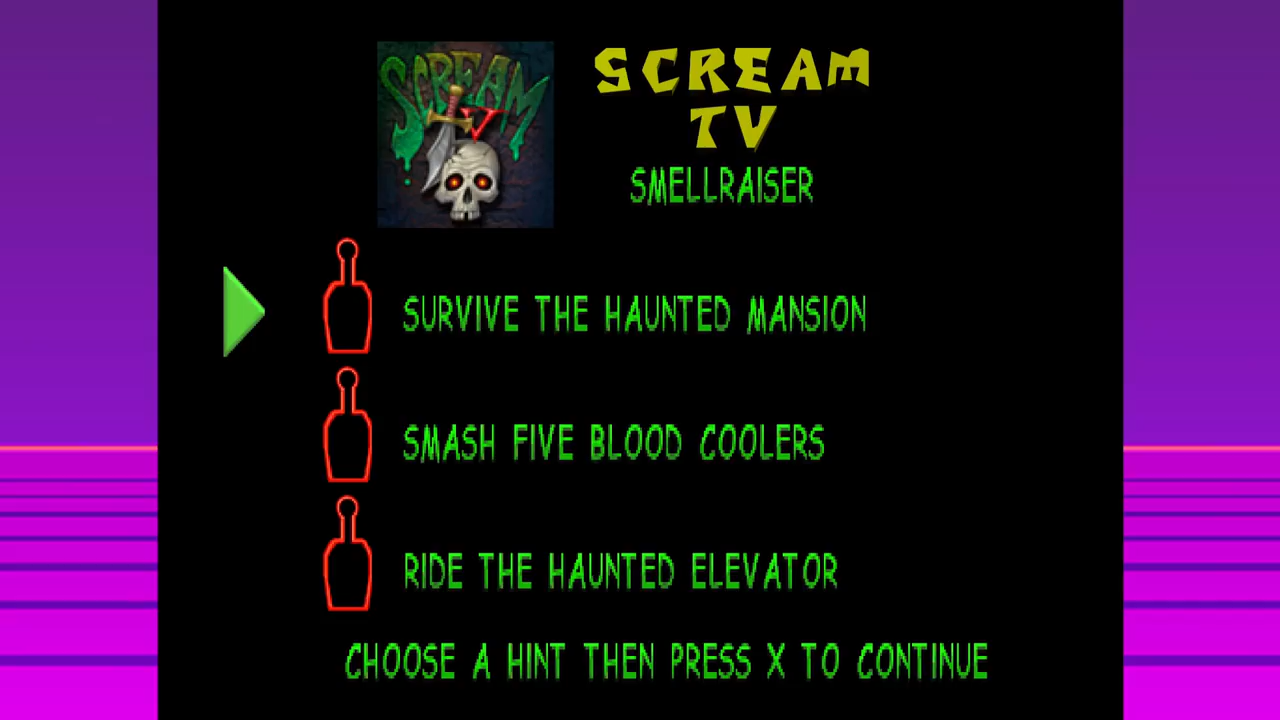 SCREAM
TV
SCREAM
TV
SMELLRAISER
SURVIVE THE HAUNTED MANSION
SMASH FIVE BLOOD COOLERS
RIDE THE HAUNTED ELEVATOR
CHOOSE A HINT THEN PRESS X TO CONTINUE